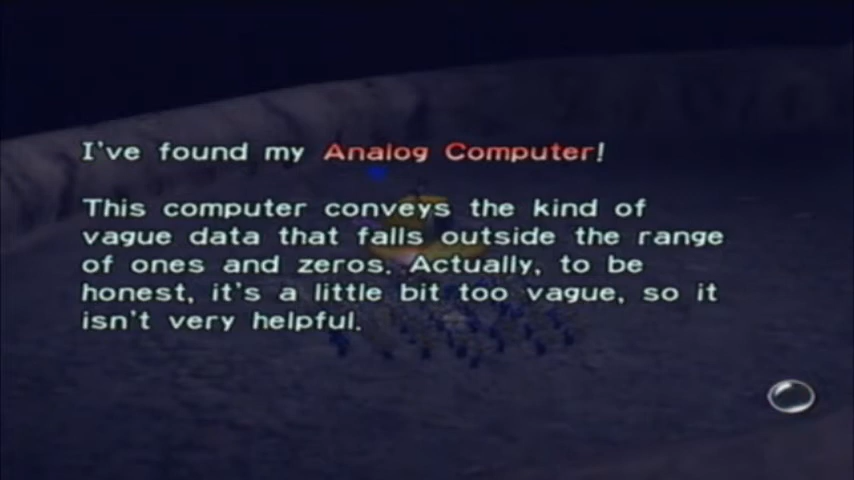 I've found my Analog Computer!
This computer conveys the kind of
vague data that falls outside the range
of ones and zeros. Actually, to be
honest, it's a little bit too vague, so it
isn't very helpful.